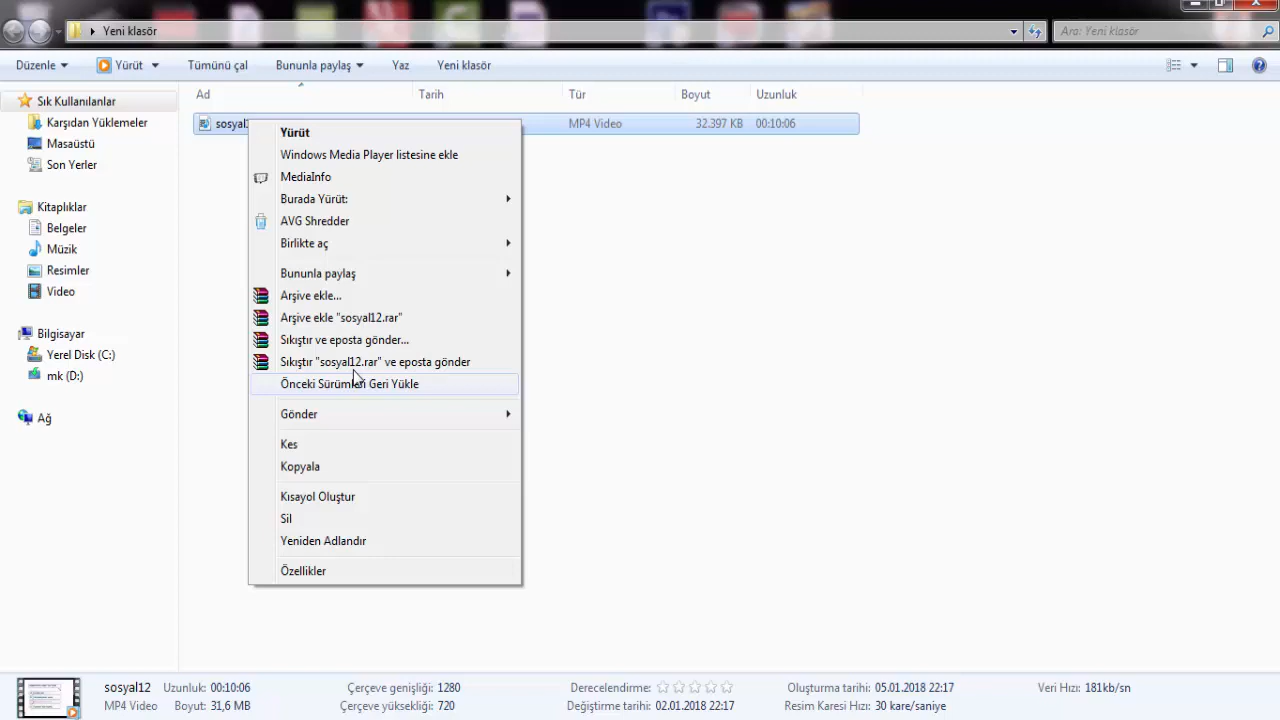 Yeni klasör
Ara: Yeni klasör
Düzenle
Yürüt
Tümünü çal
Bununla paylaş
Yaz
Yeni klasör
Ad
Tarih
Tür
Boyut
Uzunluk
MP4 Video
32.397 KB
00:10:06
Sık Kullanılanlar
Karşıdan Yüklemeler
Masaüstü
Son Yerler
Kitaplıklar
Belgeler
Müzik
Resimler
Video
Bilgisayar
Yerel Disk (C:)
mk (D:)
Ağ
Yürüt
Windows Media Player listesine ekle
MediaInfo
Burada Yürüt:
AVG Shredder
Birlikte aç
Bununla paylaş
Arşive ekle...
Arşive ekle "sosyal12.rar"
Sıkıştır ve eposta gönder...
Sıkıştır "sosyal12.rar" ve eposta gönder
Önceki Sürümleri Geri Yükle
Gönder
Kes
Kopyala
Kısayol Oluştur
Sil
Yeniden Adlandır
Özellikler
sosyal12 Uzunluk: 00:10:06 Çerçeve genişliği: 1280 Derecelendirme: Oluşturma tarihi: 05.01.2018 22:17 Veri Hızı: 181kb/sn
MP4 Video Boyut: 31,6 MB Çerçeve yüksekliği: 720 Değiştirme tarihi: 02.01.2018 22:17 Resim Karesi Hızı: 30 kare/saniye